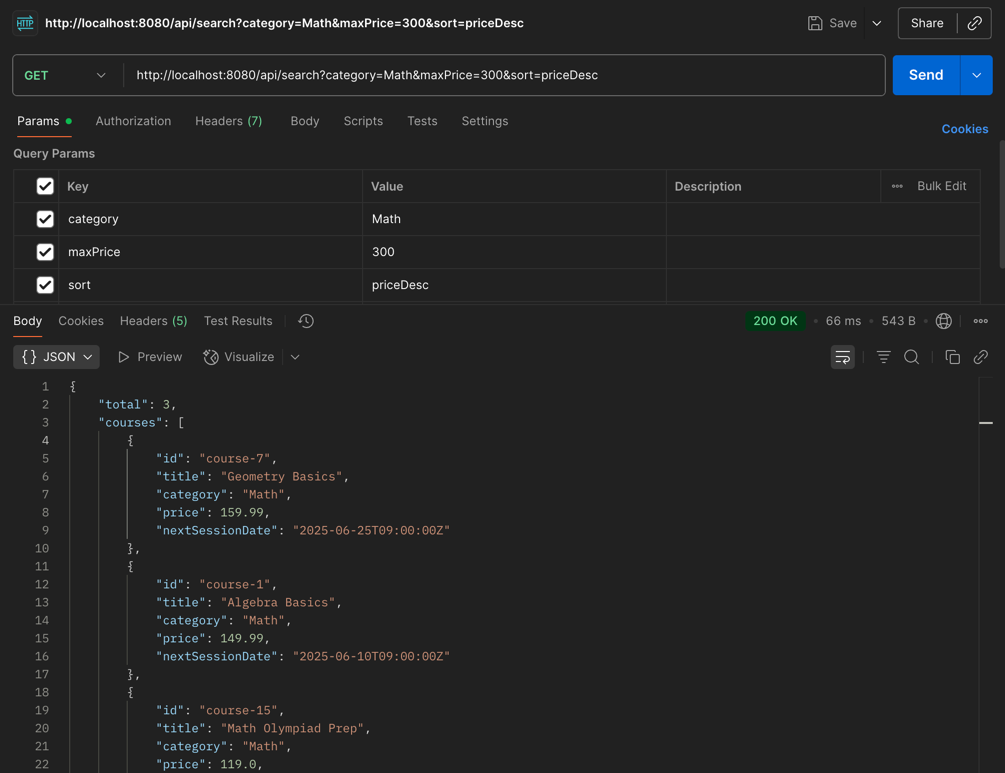 HTTP http://localhost:8080/api/search?category=Math&maxPrice=300&sort=priceDesc Save Share
GET http://localhost:8080/api/search?category=Math&maxPrice=300&sort=priceDesc Send
Params Authorization Headers (7) Body Scripts Tests Settings Cookies
Query Params
Key Value Description Bulk Edit
category Math
maxPrice 300
sort priceDesc
Body Cookies Headers (5) Test Results 200 OK • 66 ms • 543 B •
{} JSON Preview Visualize
1 {
2 "total": 3,
3 "courses": [
4 {
5 "id": "course-7",
6 "title": "Geometry Basics",
7 "category": "Math",
8 "price": 159.99,
9 "nextSessionDate": "2025-06-25T09:00:00Z"
10 },
11 {
12 "id": "course-1",
13 "title": "Algebra Basics",
14 "category": "Math",
15 "price": 149.99,
16 "nextSessionDate": "2025-06-10T09:00:00Z"
17 },
18 {
19 "id": "course-15",
20 "title": "Math Olympiad Prep",
21 "category": "Math",
22 "price": 119.0,